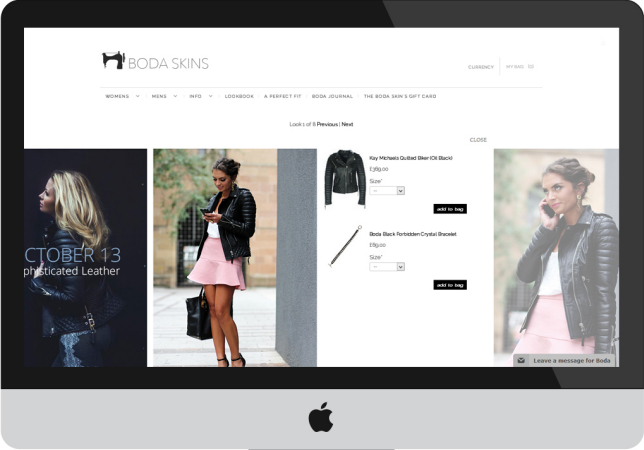 BODA SKINS
CURRENCY
MY BAG
WOMENS MENS INFO LOOKBOOK A PERFECT FIT BODA JOURNAL THE BODA SKINS GIFT CARD
Look 1 of 8 Previous | Next
CLOSE
Kay Michaels Quilted Biker (Oil Black)
£369.00
Size*
--
add to bag
Boda Black Forbidden Crystal Bracelet
£69.00
Size*
--
add to bag
CTOBER 13
phisticated Leather
Leave a message for Boda